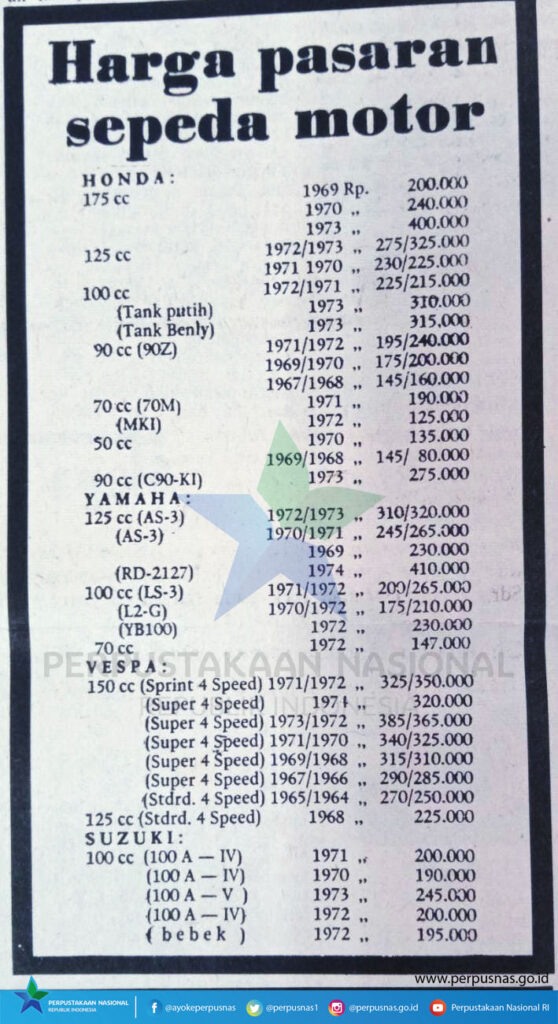 Harga pasaran
sepeda motor
HONDA:
175 cc 1969 Rp. 200.000
1970 ,, 240.000
1973 ,, 400.000
125 cc 1972/1973 ,, 275/325.000
1971 1970 ,, 230/225.000
100 cc 1972/1971 ,, 225/215.000
(Tank putih) 1973 ,, 310.000
(Tank Benly) 1973 ,, 315.000
90 cc (90Z) 1971/1972 ,, 195/240.000
1969/1970 ,, 175/200.000
1967/1968 ,, 145/160.000
70 cc (70M) 1971 ,, 190.000
(MKI) 1972 ,, 125.000
50 cc 1970 ,, 135.000
1969/1968 ,, 145/ 80.000
90 cc (C90-KI) 1973 ,, 275.000
YAMAHA:
125 cc (AS-3) 1972/1973 ,, 310/320.000
(AS-3) 1970/1971 ,, 245/265.000
1969 ,, 230.000
(RD-2127) 1974 ,, 410.000
100 cc (LS-3) 1971/1972 ,, 200/265.000
(L2-G) 1970/1972 ,, 175/210.000
(YB100) 1972 ,, 230.000
70 cc 1972 ,, 147.000
PERPUSTAKAAN NASIONAL
VESPA:
150 cc (Sprint 4 Speed) 1971/1972 ,, 325/350.000
(Super 4 Speed) 1974 ,, 320.000
(Super 4 Speed) 1973/1972 ,, 385/365.000
(Super 4 Speed) 1971/1970 ,, 340/325.000
(Super 4 Speed) 1969/1968 ,, 315/310.000
(Super 4 Speed) 1967/1966 ,, 290/285.000
(Stdrd. 4 Speed) 1965/1964 ,, 270/250.000
125 cc (Stdrd. 4 Speed) 1968 ,, 225.000
SUZUKI:
100 cc (100 A — IV) 1971 ,, 200.000
(100 A — IV) 1970 ,, 190.000
(100 A — V ) 1973 ,, 245.000
(100 A — IV) 1972 ,, 200.000
( bebek ) 1972 ,, 195.000
www.perpusnas.go.id
PERPUSTAKAAN NASIONAL
REPUBLIK INDONESIA
@ayokeperpusnas
@perpusnas1
@perpusnas.go.id
Perpustakaan Nasional RI